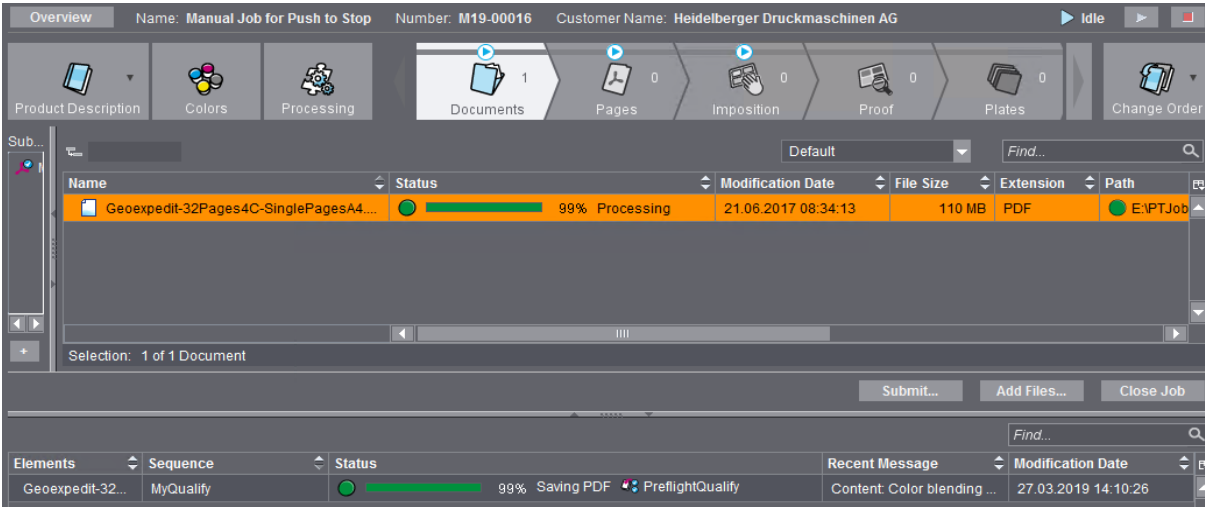 Overview Name: Manual Job for Push to Stop Number: M19-00016 Customer Name: Heidelberger Druckmaschinen AG Idle
1 0 0 0 0
Product Description Colors Processing Documents Pages Imposition Proof Plates Change Order
Sub... Default Find...
Name Status Modification Date File Size Extension Path
Geoexpedit-32Pages4C-SinglePagesA4.... 99% Processing 21.06.2017 08:34:13 110 MB PDF E:\PTJob
+ Selection: 1 of 1 Document
Submit... Add Files... Close Job
Find...
Elements Sequence Status Recent Message Modification Date
Geoexpedit-32... MyQualify 99% Saving PDF PreflightQualify Content: Color blending ... 27.03.2019 14:10:26